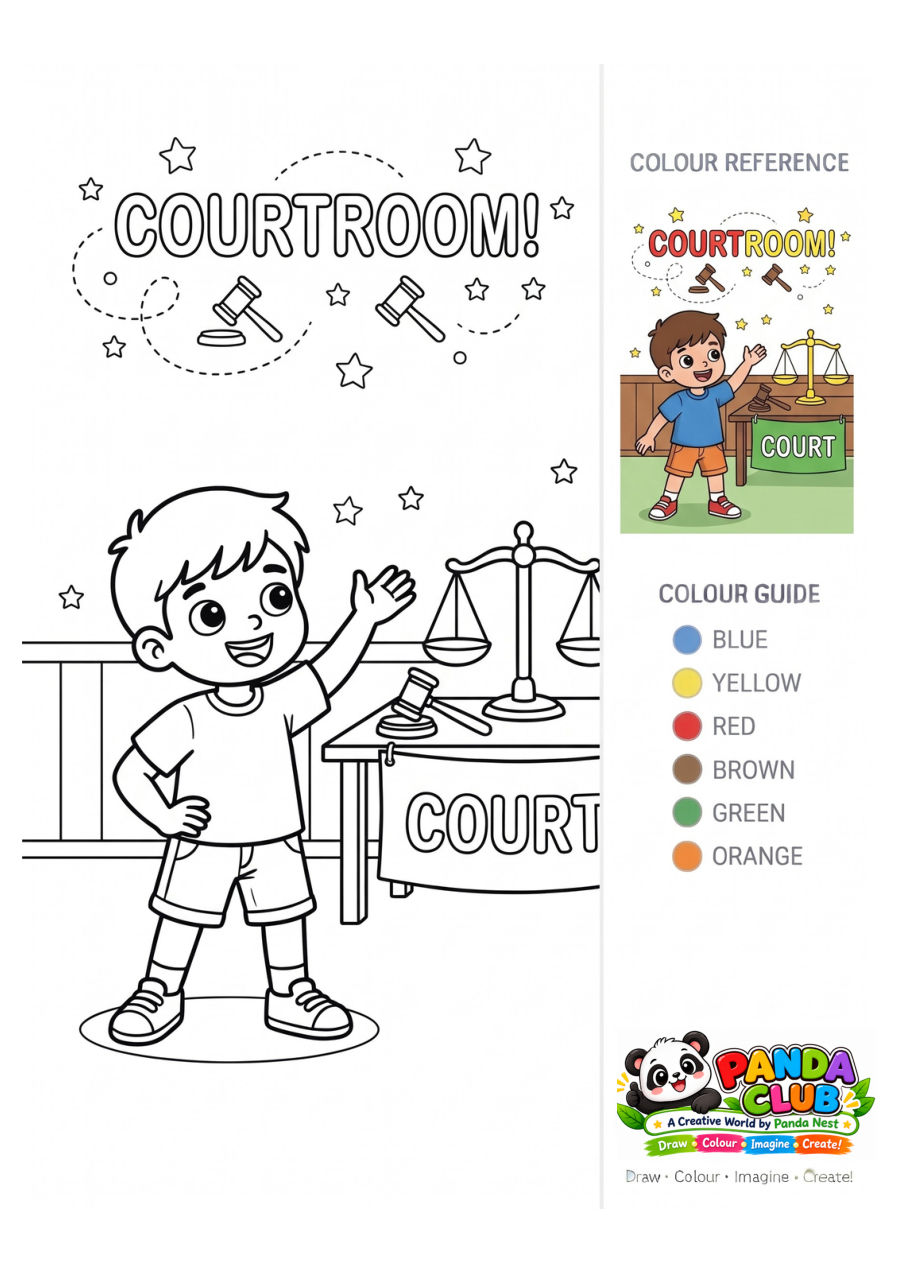 COURTROOM!
COURT
COLOUR REFERENCE
COURTROOM!
COURT
COLOUR GUIDE
BLUE
YELLOW
RED
BROWN
GREEN
ORANGE
PANDA
CLUB
A Creative World by Panda Nest
Draw • Colour • Imagine • Create!
Draw • Colour • Imagine • Create!